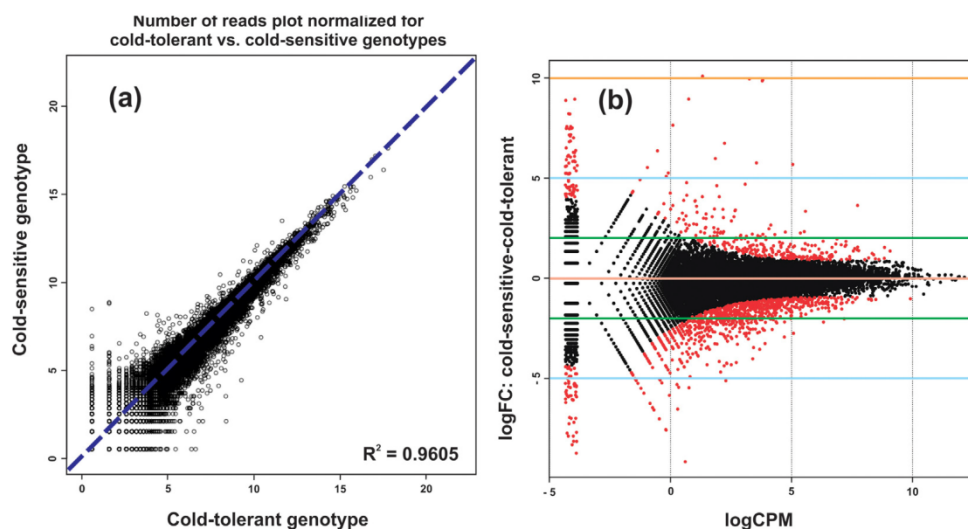 Number of reads plot normalized for
cold-tolerant vs. cold-sensitive genotypes
(a)
Cold-sensitive genotype
20
15
10
5
0
R² = 0.9605
0 5 10 15 20
Cold-tolerant genotype
(b)
logFC: cold-sensitive-cold-tolerant
10
5
0
- 5
- 5 0 5 10
logCPM